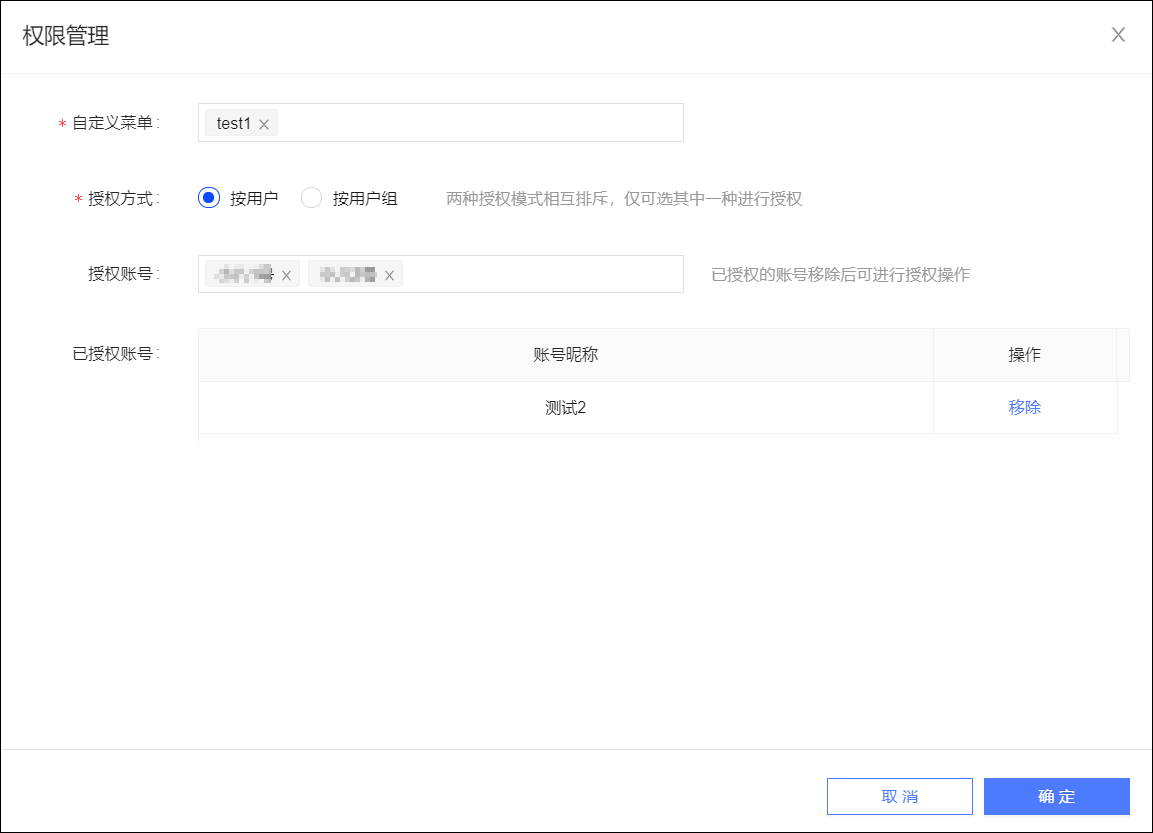 权限管理
* 自定义菜单: test1
* 授权方式: 按用户 按用户组 两种授权模式相互排斥，仅可选其中一种进行授权
授权账号: 已授权的账号移除后可进行授权操作
已授权账号: 账号昵称 操作
测试2 移除
取 消 确 定